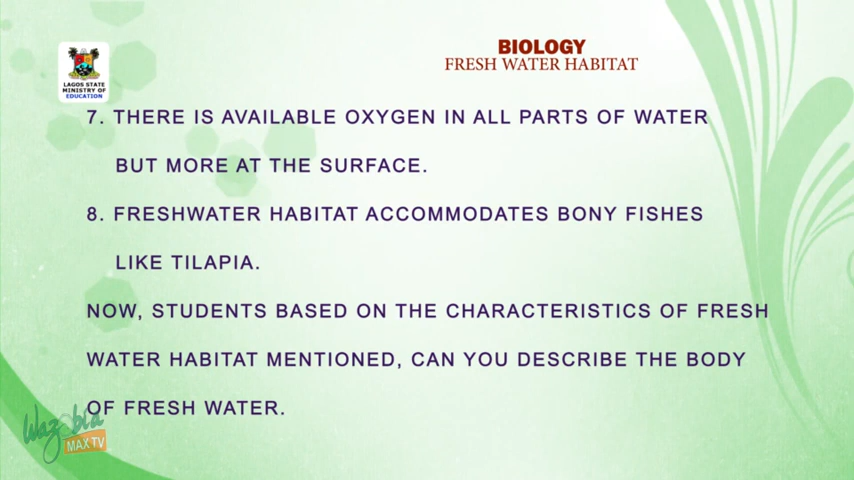 BIOLOGY
FRESH WATER HABITAT
LAGOS STATE
MINISTRY OF
EDUCATION
7. THERE IS AVAILABLE OXYGEN IN ALL PARTS OF WATER
BUT MORE AT THE SURFACE.
8. FRESHWATER HABITAT ACCOMMODATES BONY FISHES
LIKE TILAPIA.
NOW, STUDENTS BASED ON THE CHARACTERISTICS OF FRESH
WATER HABITAT MENTIONED, CAN YOU DESCRIBE THE BODY
OF FRESH WATER.
Wazobia
MAX TV